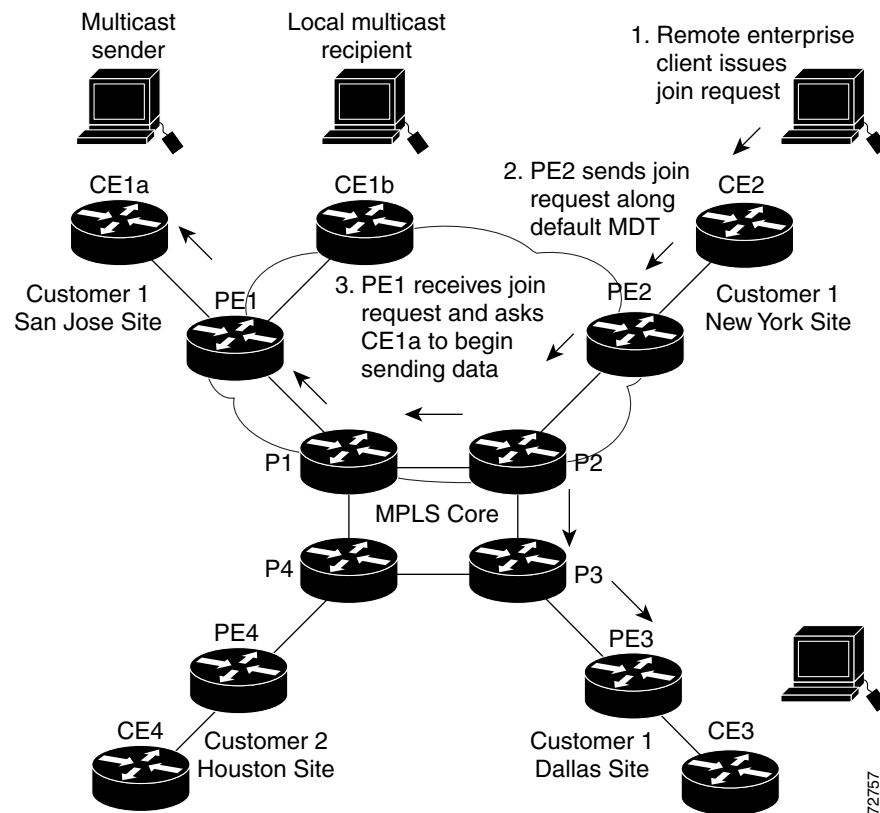 Multicast
sender
Local multicast
recipient
1. Remote enterprise
client issues
join request
CE1a
CE1b
2. PE2 sends join
request along
default MDT
CE2
Customer 1
San Jose Site
PE1
3. PE1 receives join
request and asks
CE1a to begin
sending data
PE2
Customer 1
New York Site
P1
P2
MPLS Core
P4
P3
PE4
PE3
CE4
Customer 2
Houston Site
Customer 1
Dallas Site
CE3
72757